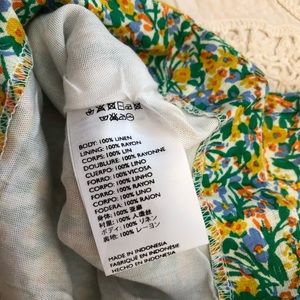 BODY: 100% LINEN
LINING: 100% RAYON
CORPS: 100% LIN
DOUBLURE: 100% RAYONNE
CUERPO: 100% LINO
FORRO: 100% VISCOSA
CORPO: 100% LINHO
FORRO: 100% RAYON
CORPO: 100% LINO
FODERA: 100% RAION
身体: 100% 亚麻
衬里: 100% 人造丝
ボディ: 100% リネン
裏地: 100% レーヨン
MADE IN INDONESIA
FABRIQUÉ EN INDONÉSIE
HECHO EN INDONESIA